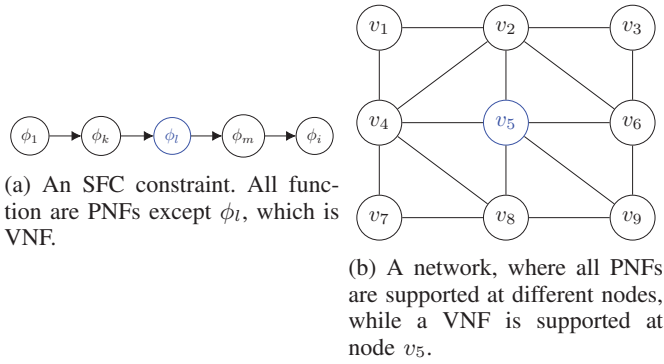 ϕ₁ ϕₖ ϕₗ ϕₘ ϕᵢ
(a) An SFC constraint. All func-
tion are PNFs except ϕₗ, which is
VNF.
v₁ v₂ v₃
v₄ v₅ v₆
v₇ v₈ v₉
(b) A network, where all PNFs
are supported at different nodes,
while a VNF is supported at
node v₅.